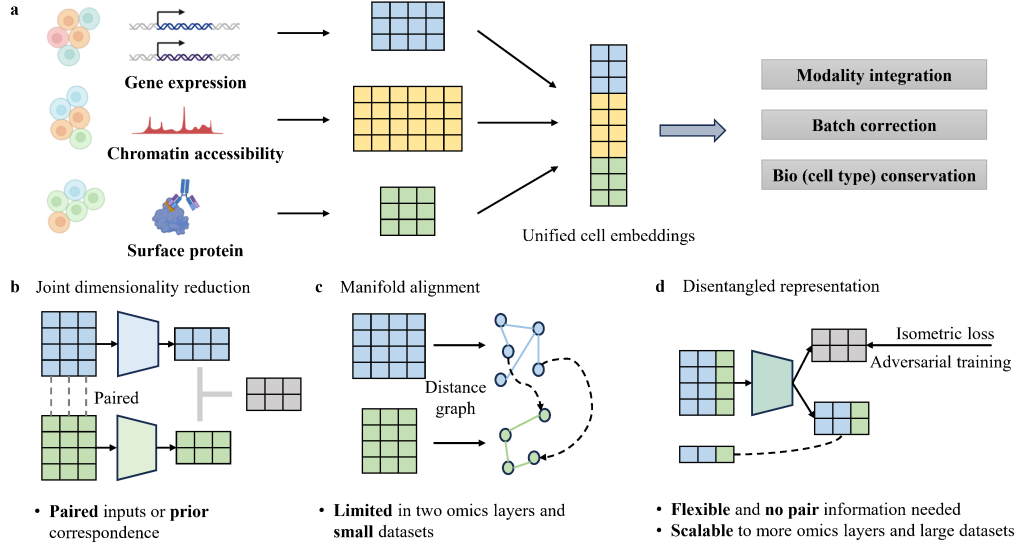 a
Gene expression
Chromatin accessibility
Surface protein
Unified cell embeddings
Modality integration
Batch correction
Bio (cell type) conservation
b Joint dimensionality reduction
Paired
• Paired inputs or prior
correspondence
c Manifold alignment
Distance
graph
• Limited in two omics layers and
small datasets
d Disentangled representation
Isometric loss
Adversarial training
• Flexible and no pair information needed
• Scalable to more omics layers and large datasets